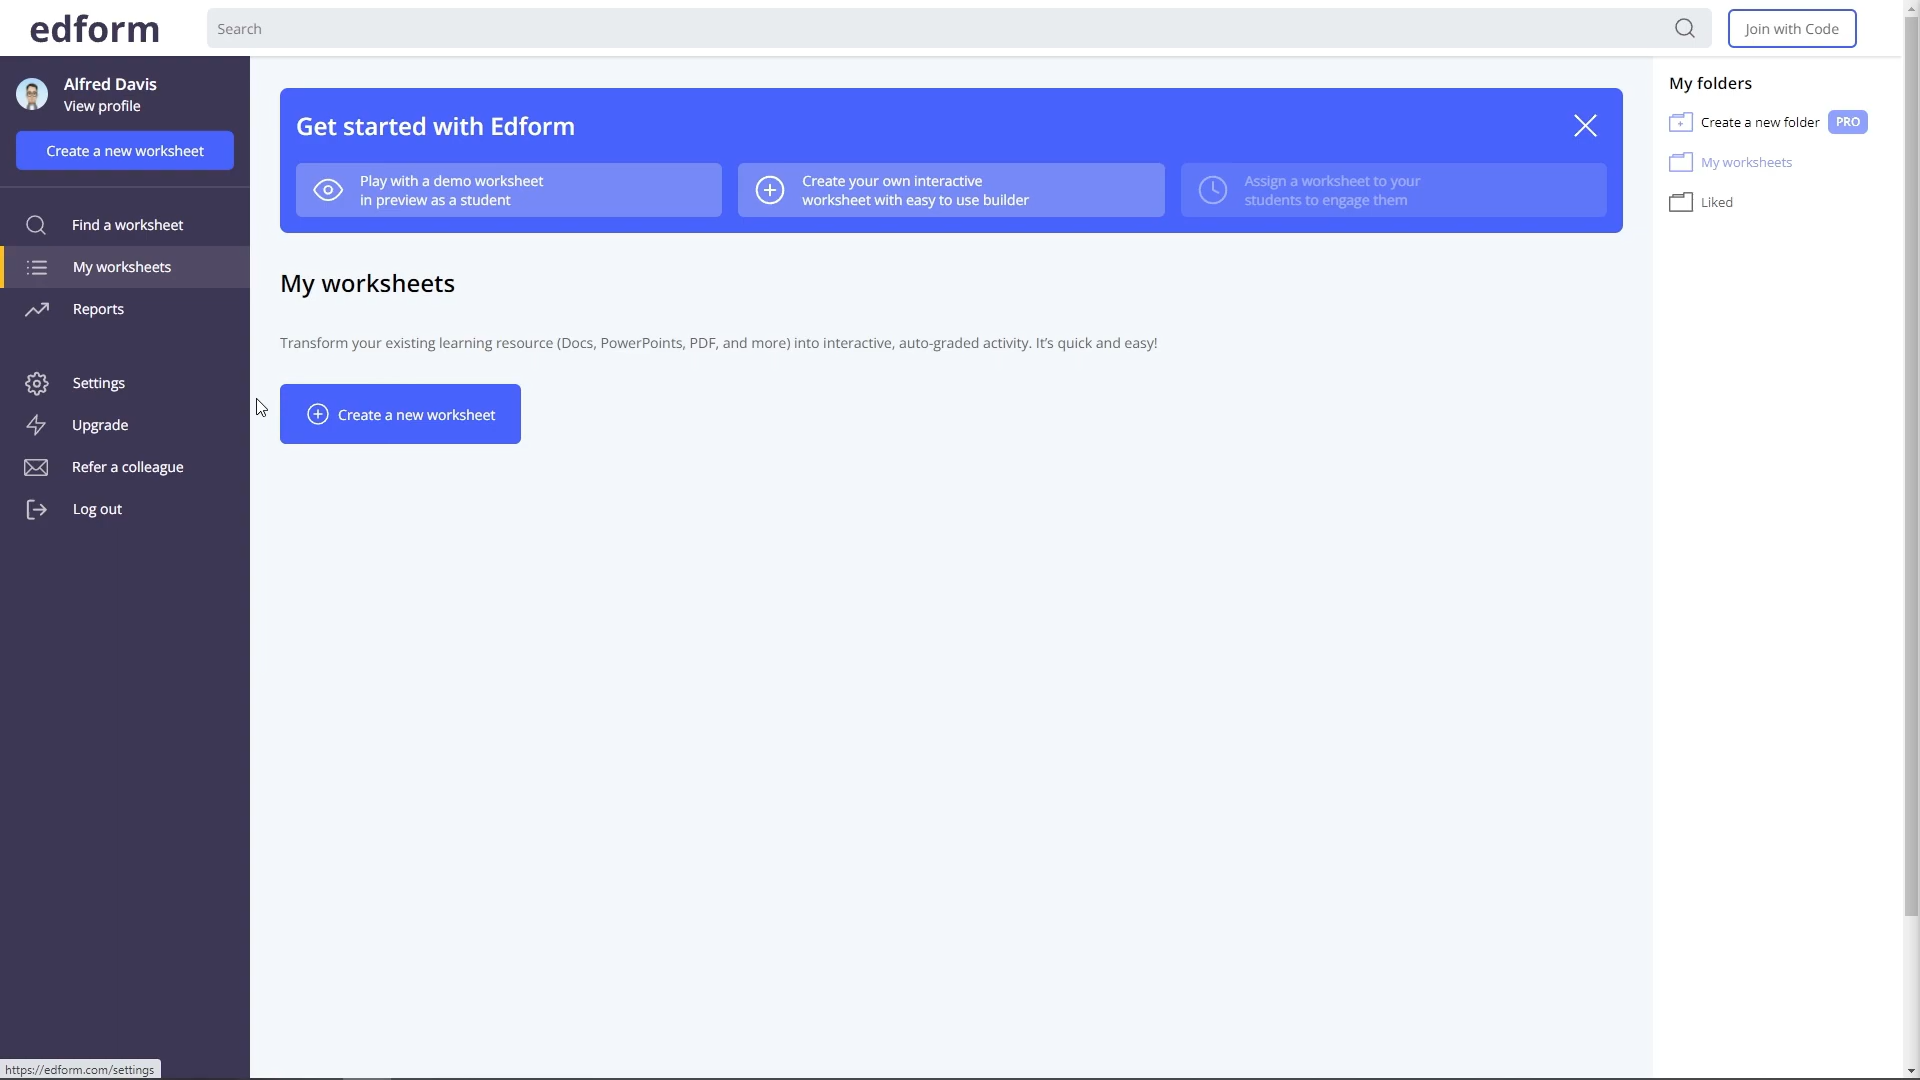 edform
Search
Join with Code
Alfred Davis
View profile
Create a new worksheet
Find a worksheet
My worksheets
Reports
Settings
Upgrade
Refer a colleague
Log out
Get started with Edform
Play with a demo worksheet
in preview as a student
Create your own interactive
worksheet with easy to use builder
Assign a worksheet to your
students to engage them
My worksheets
Transform your existing learning resource (Docs, PowerPoints, PDF, and more) into interactive, auto-graded activity. It's quick and easy!
Create a new worksheet
My folders
Create a new folder PRO
My worksheets
Liked
https://edform.com/settings